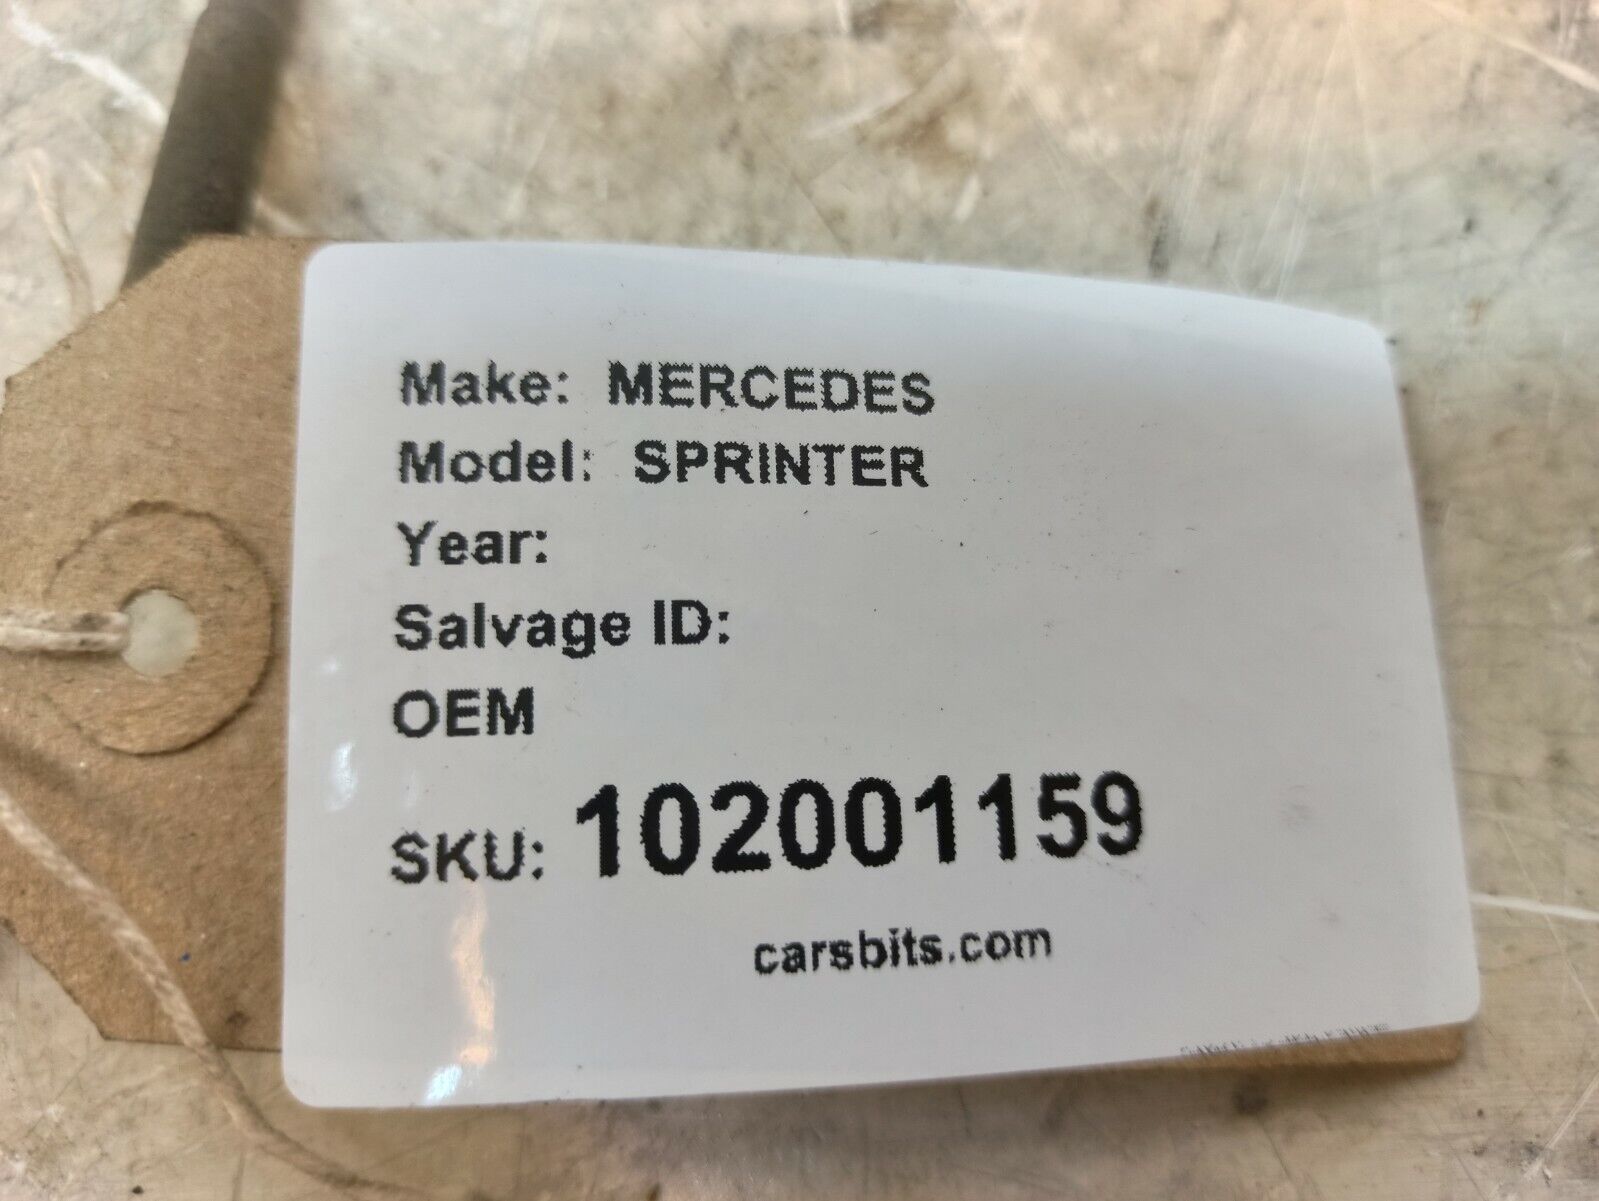 Make: MERCEDES
Model: SPRINTER
Year:
Salvage ID:
OEM
SKU: 102001159
carsbits.com